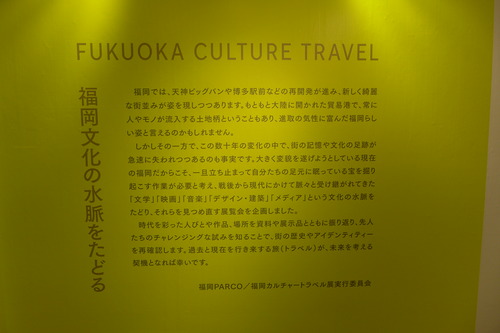 FUKUOKA CULTURE TRAVEL
福岡文化の水脈をたどる
福岡では、天神ビッグバンや博多駅前などの再開発が進み、新しく綺麗
な街並みが姿を現しつつあります。もともと大陸に開かれた貿易港で、常に
人やモノが流入する土地柄ということもあり、進取の気性に富んだ福岡らし
い姿と言えるのかもしれません。
しかしその一方で、この数十年の変化の中で、街の記憶や文化の足跡が
急速に失われつつあるのも事実です。大きく変貌を遂げようとしている現在
の福岡だからこそ、一旦立ち止まって自分たちの足元に眠っている宝を掘り
起こす作業が必要と考え、戦後から現代にかけて脈々と受け継がれてきた
「文学」「映画」「音楽」「デザイン・建築」「メディア」という文化の水脈を
たどり、それらを見つめ直す展覧会を企画しました。
時代を彩った人びとや作品、場所を資料や展示品とともに振り返り、先人
たちのチャレンジングな試みを知ることで、街の歴史やアイデンティティー
を再確認します。過去と現在を行き来する旅(トラベル)が、未来を考える
契機となれば幸いです。
福岡PARCO/福岡カルチャートラベル展実行委員会